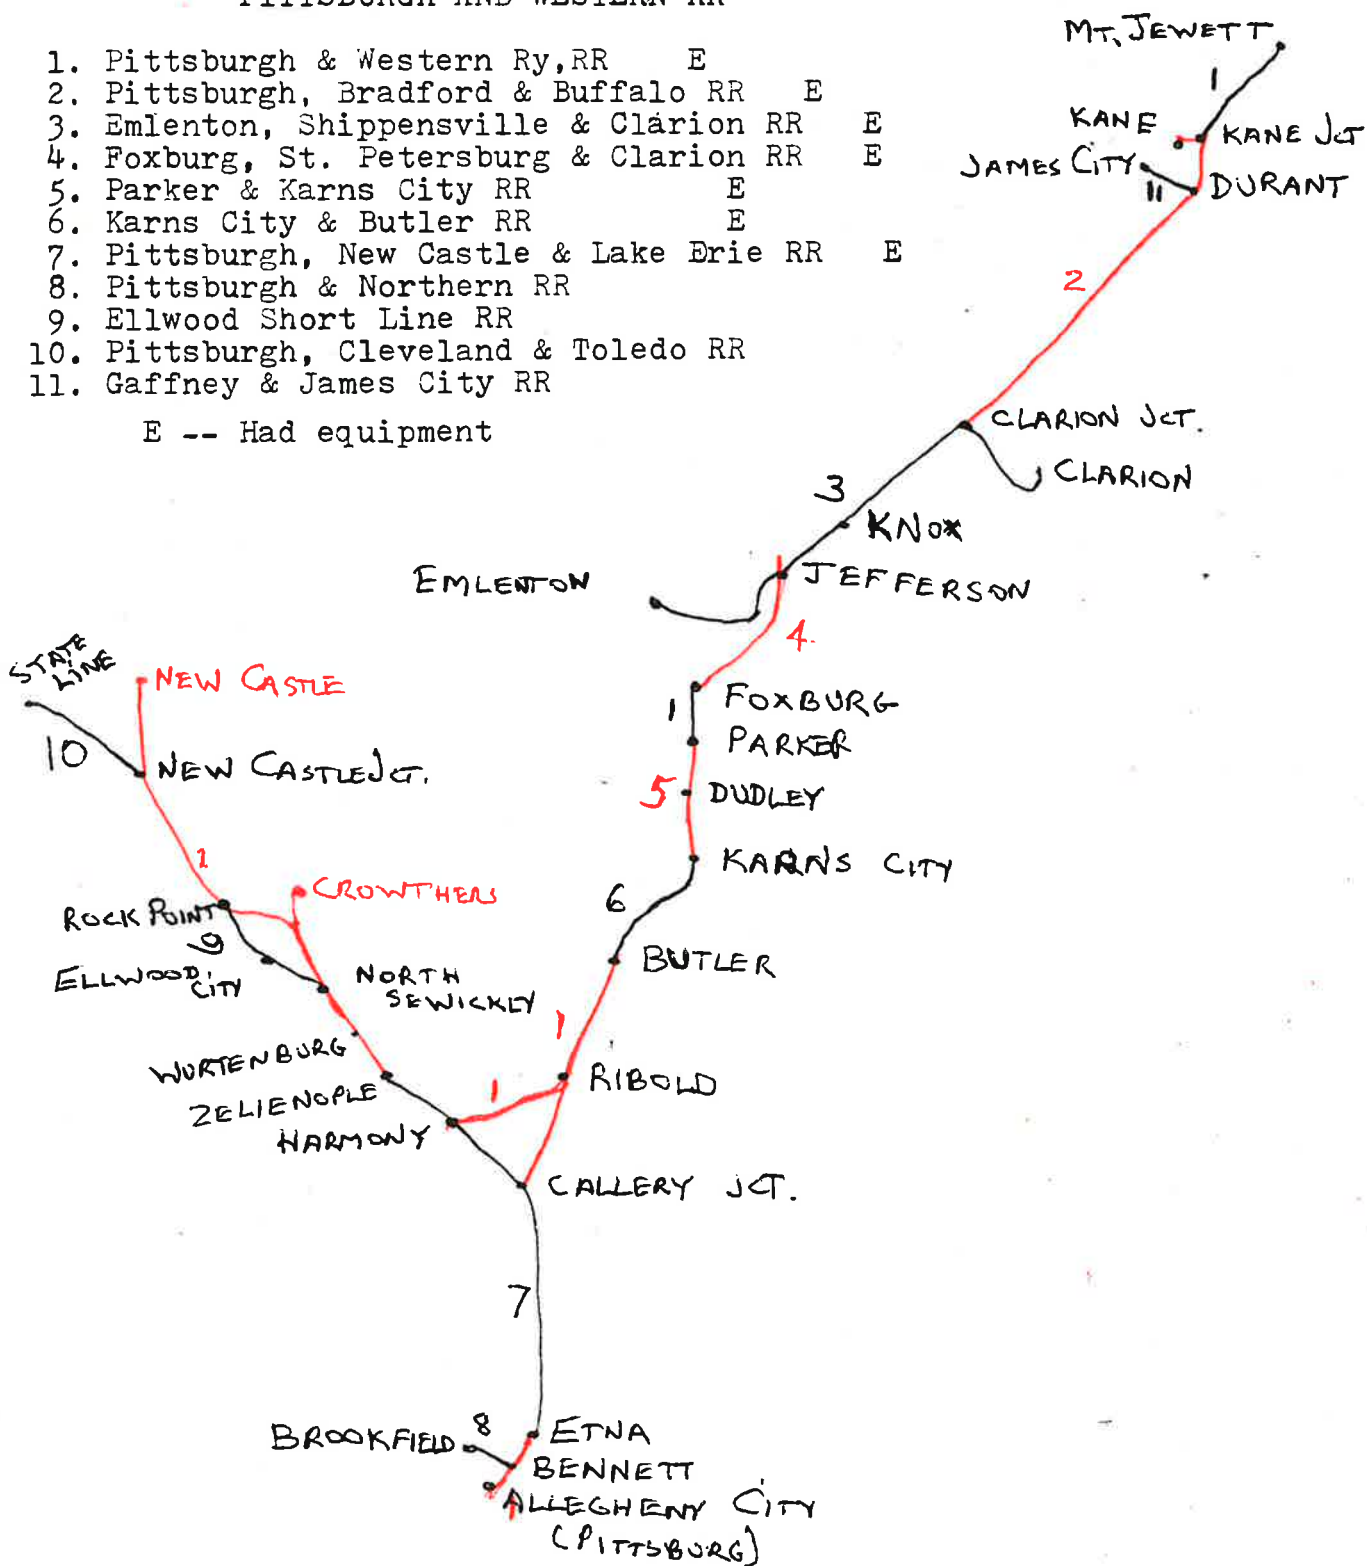 PITTSBURGH AND WESTERN RR
1. Pittsburgh & Western Ry,RR E
2. Pittsburgh, Bradford & Buffalo RR E
3. Emlenton, Shippensville & Clarion RR E
4. Foxburg, St. Petersburg & Clarion RR E
5. Parker & Karns City RR E
6. Karns City & Butler RR E
7. Pittsburgh, New Castle & Lake Erie RR E
8. Pittsburgh & Northern RR
9. Ellwood Short Line RR
10. Pittsburgh, Cleveland & Toledo RR
11. Gaffney & James City RR
E -- Had equipment
MT. JEWETT
1
KANE
KANE JCT
JAMES CITY
11
DURANT
2
CLARION JCT.
CLARION
3
KNOX
JEFFERSON
EMLENTON
4.
STATE
LINE
NEW CASTLE
10
NEW CASTLE JCT.
FOXBURG
1
PARKER
5
DUDLEY
KARNS CITY
1
CROWTHERS
6
ROCK POINT
9
ELLWOOD
CITY
NORTH
SEWICKLY
BUTLER
1
WURTENBURG
ZELIENOPLE
1
RIBOLD
HARMONY
CALLERY JCT.
7
BROOKFIELD
8
ETNA
BENNETT
1
ALLEGHENY CITY
(PITTSBURG)